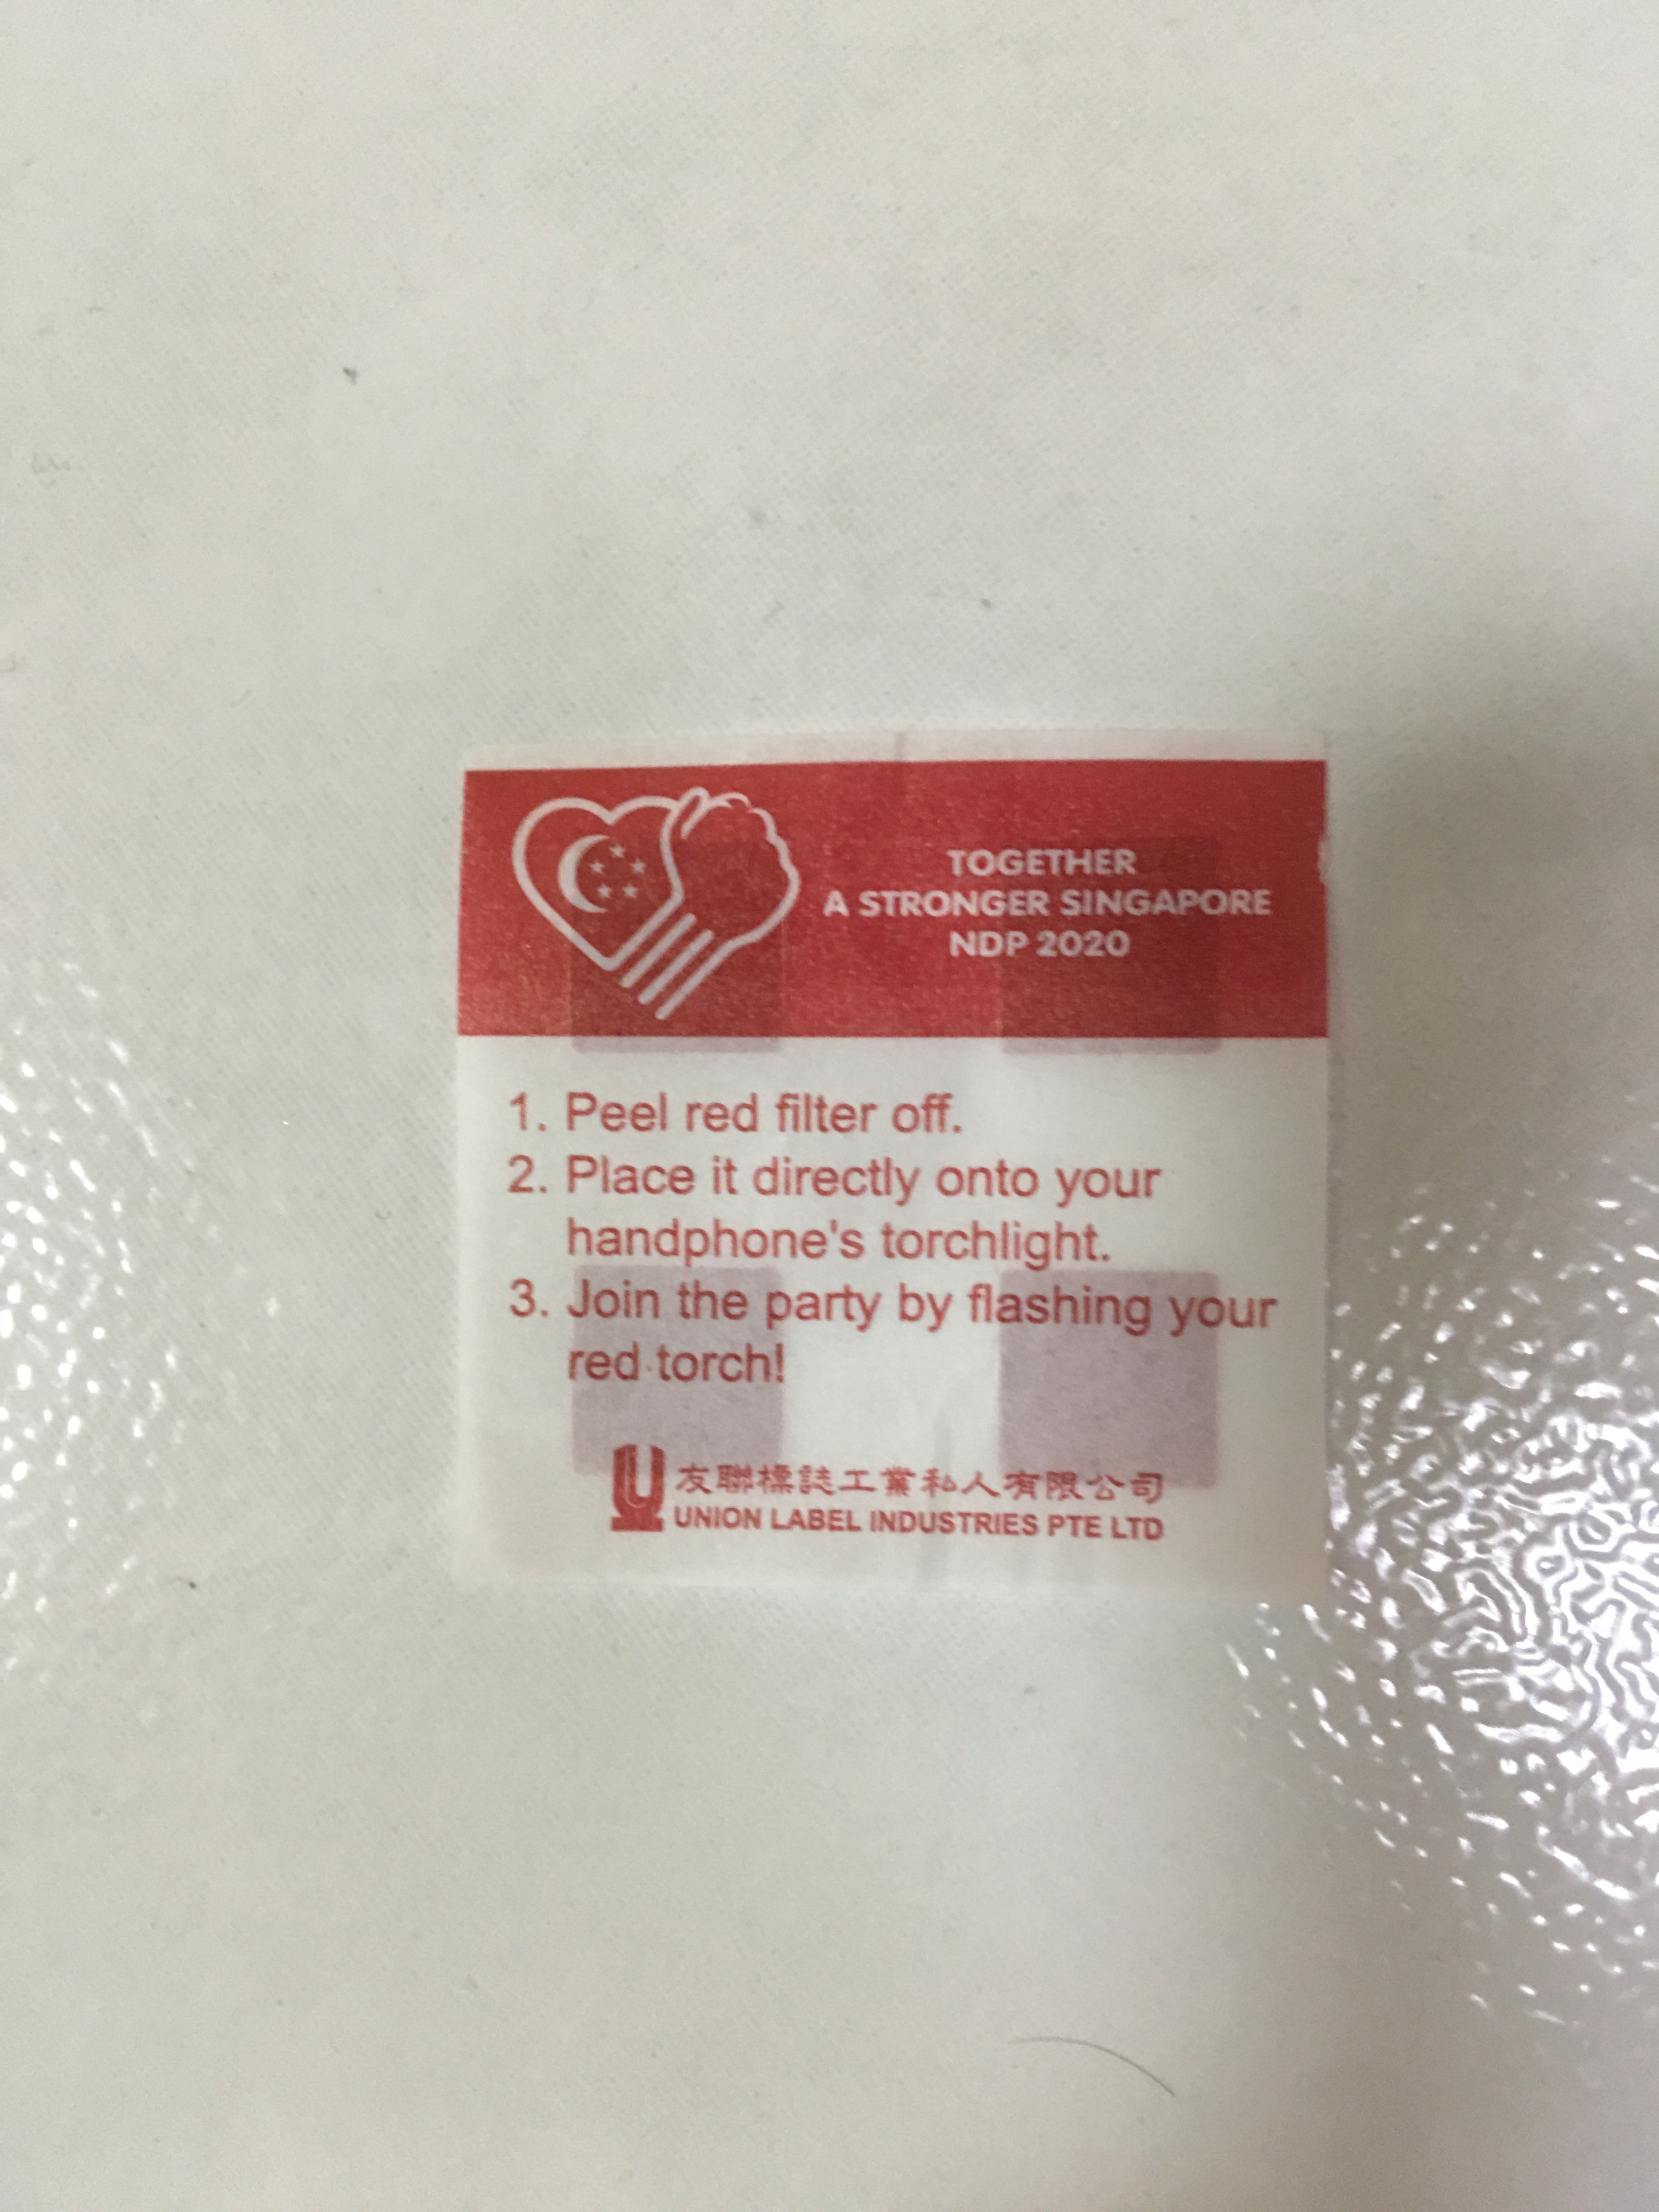 TOGETHER
A STRONGER SINGAPORE
NDP 2020
1. Peel red filter off.
2. Place it directly onto your
handphone's torchlight.
3. Join the party by flashing your
red torch!
友聯標誌工業私人有限公司
UNION LABEL INDUSTRIES PTE LTD